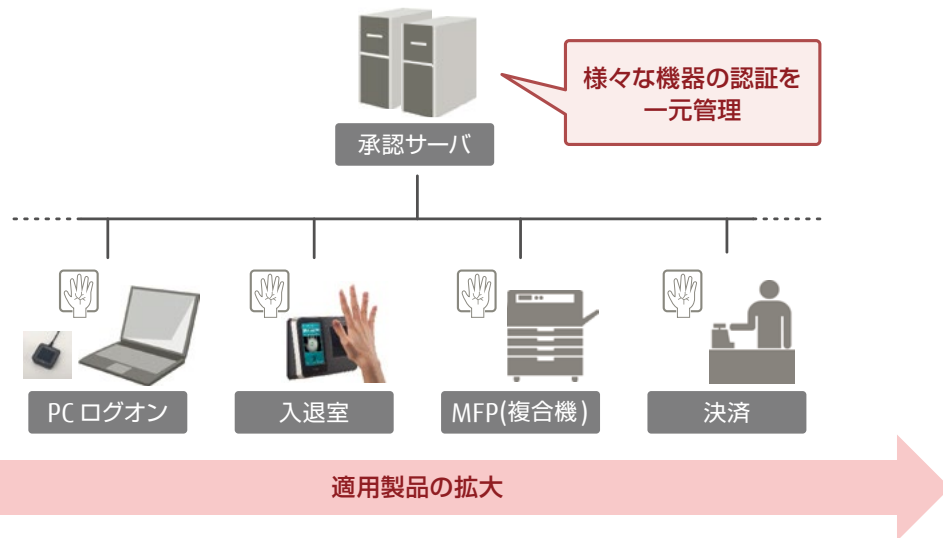 様々な機器の認証を
一元管理
承認サーバ
PC ログオン
入退室
MFP(複合機)
決済
適用製品の拡大